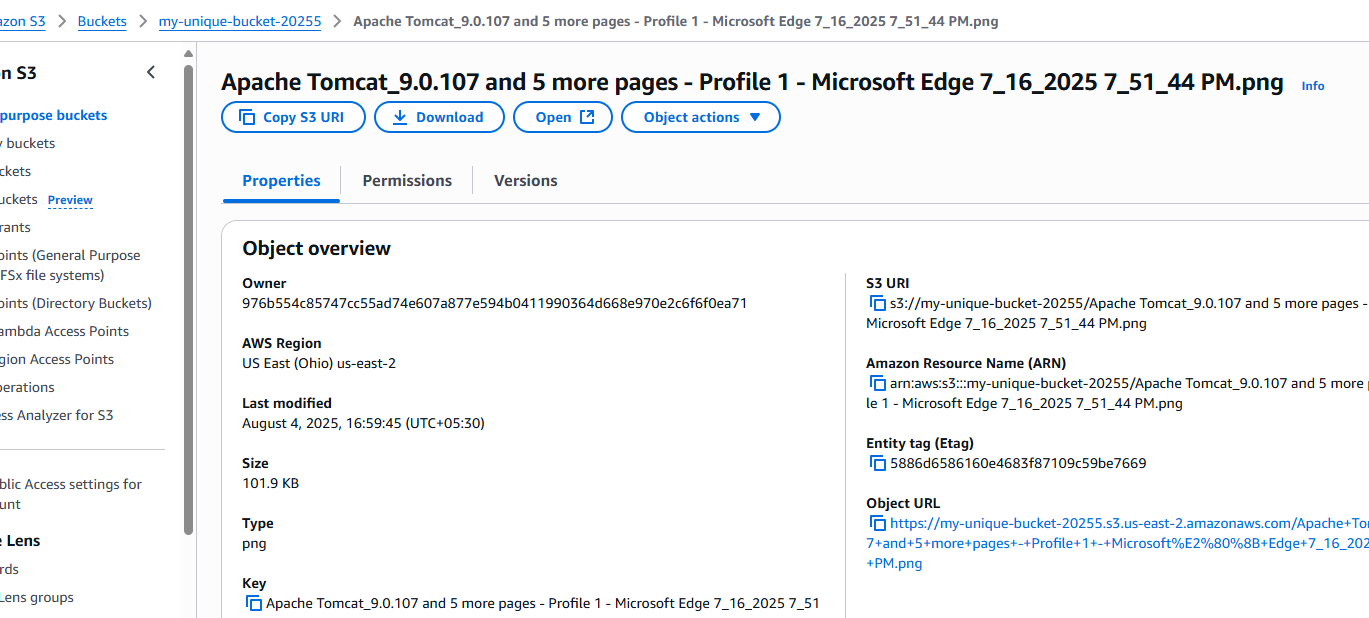 zon S3 > Buckets > my-unique-bucket-20255 > Apache Tomcat_9.0.107 and 5 more pages - Profile 1 - Microsoft Edge 7_16_2025 7_51_44 PM.png
n S3
purpose buckets
y buckets
ckets
uckets Preview
rants
oints (General Purpose
FSx file systems)
oints (Directory Buckets)
ambda Access Points
gion Access Points
perations
ess Analyzer for S3
blic Access settings for
unt
e Lens
rds
Lens groups
Apache Tomcat_9.0.107 and 5 more pages - Profile 1 - Microsoft Edge 7_16_2025 7_51_44 PM.png Info
Copy S3 URI Download Open Object actions
Properties Permissions Versions
Object overview
Owner
976b554c85747cc55ad74e607a877e594b0411990364d668e970e2c6f6f0ea71
AWS Region
US East (Ohio) us-east-2
Last modified
August 4, 2025, 16:59:45 (UTC+05:30)
Size
101.9 KB
Type
png
Key
Apache Tomcat_9.0.107 and 5 more pages - Profile 1 - Microsoft Edge 7_16_2025 7_51
S3 URI
s3://my-unique-bucket-20255/Apache Tomcat_9.0.107 and 5 more pages -
Microsoft Edge 7_16_2025 7_51_44 PM.png
Amazon Resource Name (ARN)
arn:aws:s3:::my-unique-bucket-20255/Apache Tomcat_9.0.107 and 5 more
le 1 - Microsoft Edge 7_16_2025 7_51_44 PM.png
Entity tag (Etag)
5886d6586160e4683f87109c59be7669
Object URL
https://my-unique-bucket-20255.s3.us-east-2.amazonaws.com/Apache+To
7+and+5+more+pages+-+Profile+1+-+Microsoft%E2%80%8B+Edge+7_16_202
+PM.png